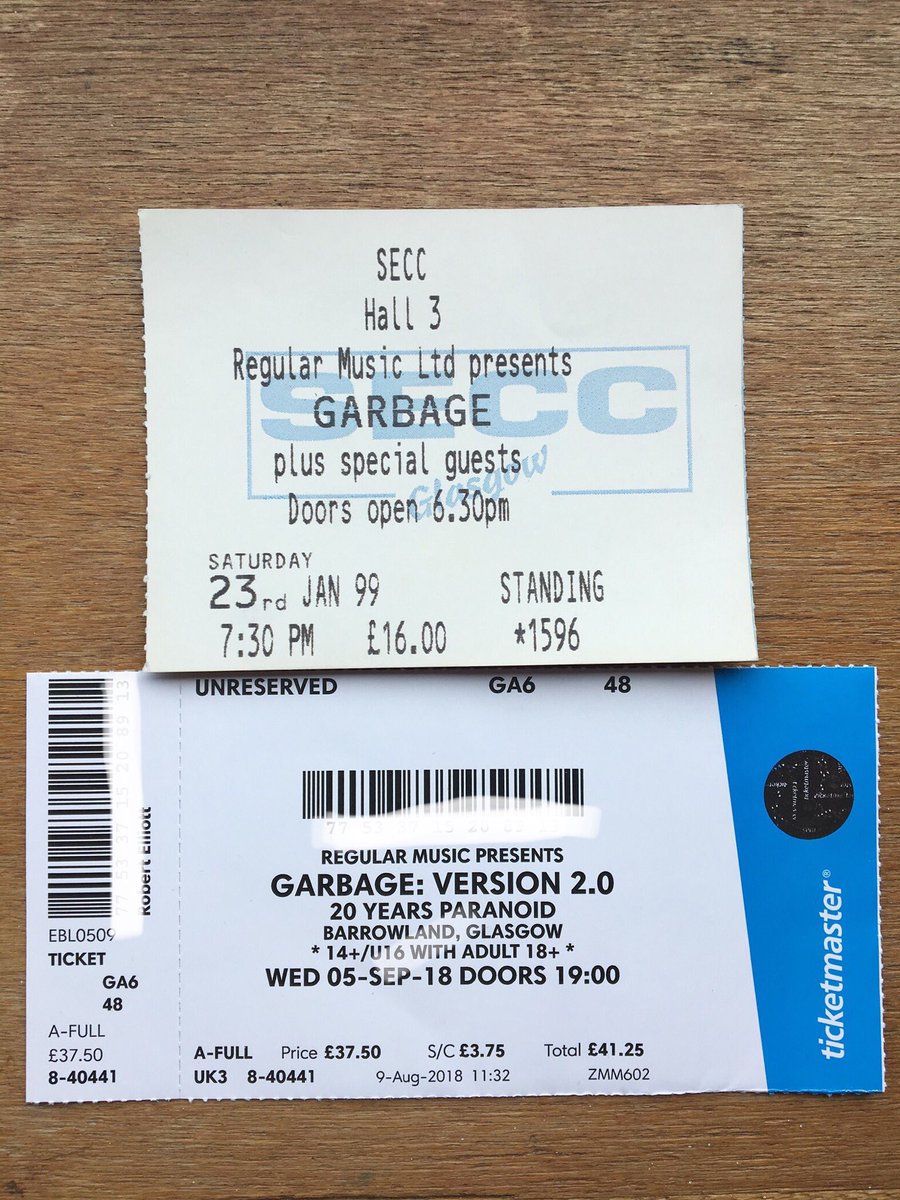 SECC
Hall 3
Regular Music Ltd presents
SECC
GARBAGE
plus special guests
Glasgow
Doors open 6.30pm
SATURDAY
23rd JAN 99 STANDING
7:30 PM £16.00 *1596
UNRESERVED GA6 48
REGULAR MUSIC PRESENTS
GARBAGE: VERSION 2.0
20 YEARS PARANOID
BARROWLAND, GLASGOW
* 14+/U16 WITH ADULT 18+ *
WED 05-SEP-18 DOORS 19:00
A-FULL Price £37.50 S/C £3.75 Total £41.25
UK3 8-40441 9-Aug-2018 11:32 ZMM602
Robert Elliott
EBL0509
TICKET
GA6
48
A-FULL
£37.50
8-40441
ticketmaster®
ticketmaster